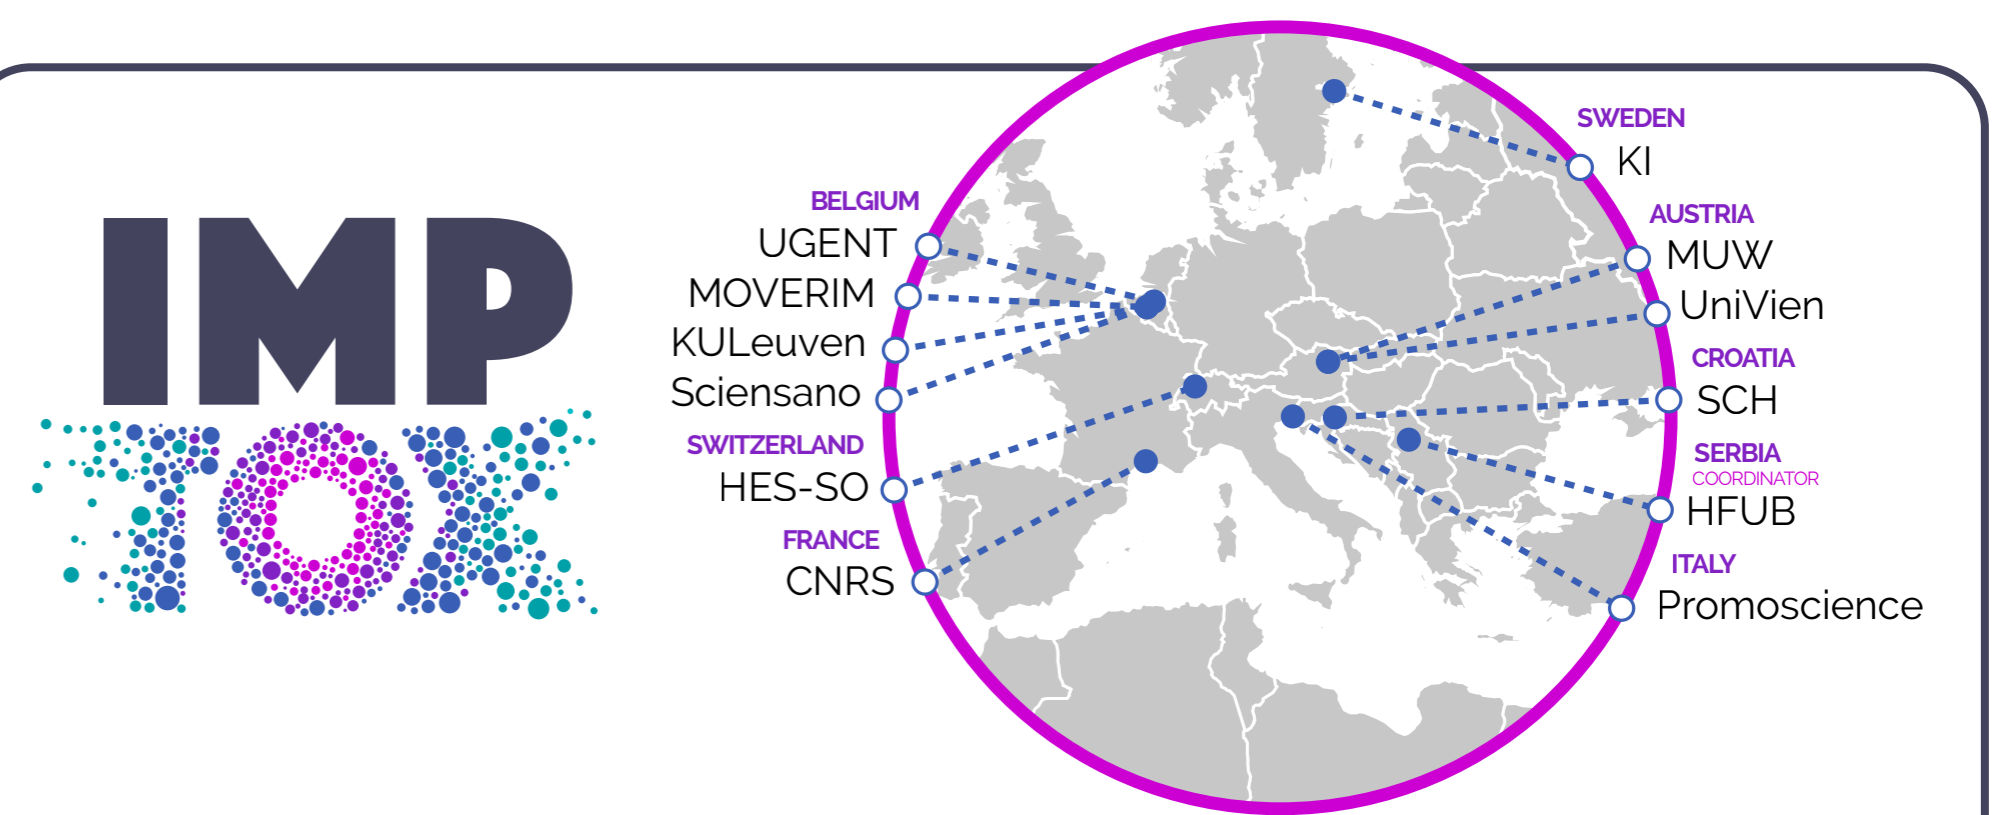 IMP
TOX
BELGIUM
UGENT
MOVERIM
KULeuven
Sciensano
SWITZERLAND
HES-SO
FRANCE
CNRS
SWEDEN
KI
AUSTRIA
MUW
UniVien
CROATIA
SCH
SERBIA
COORDINATOR
HFUB
ITALY
Promoscience